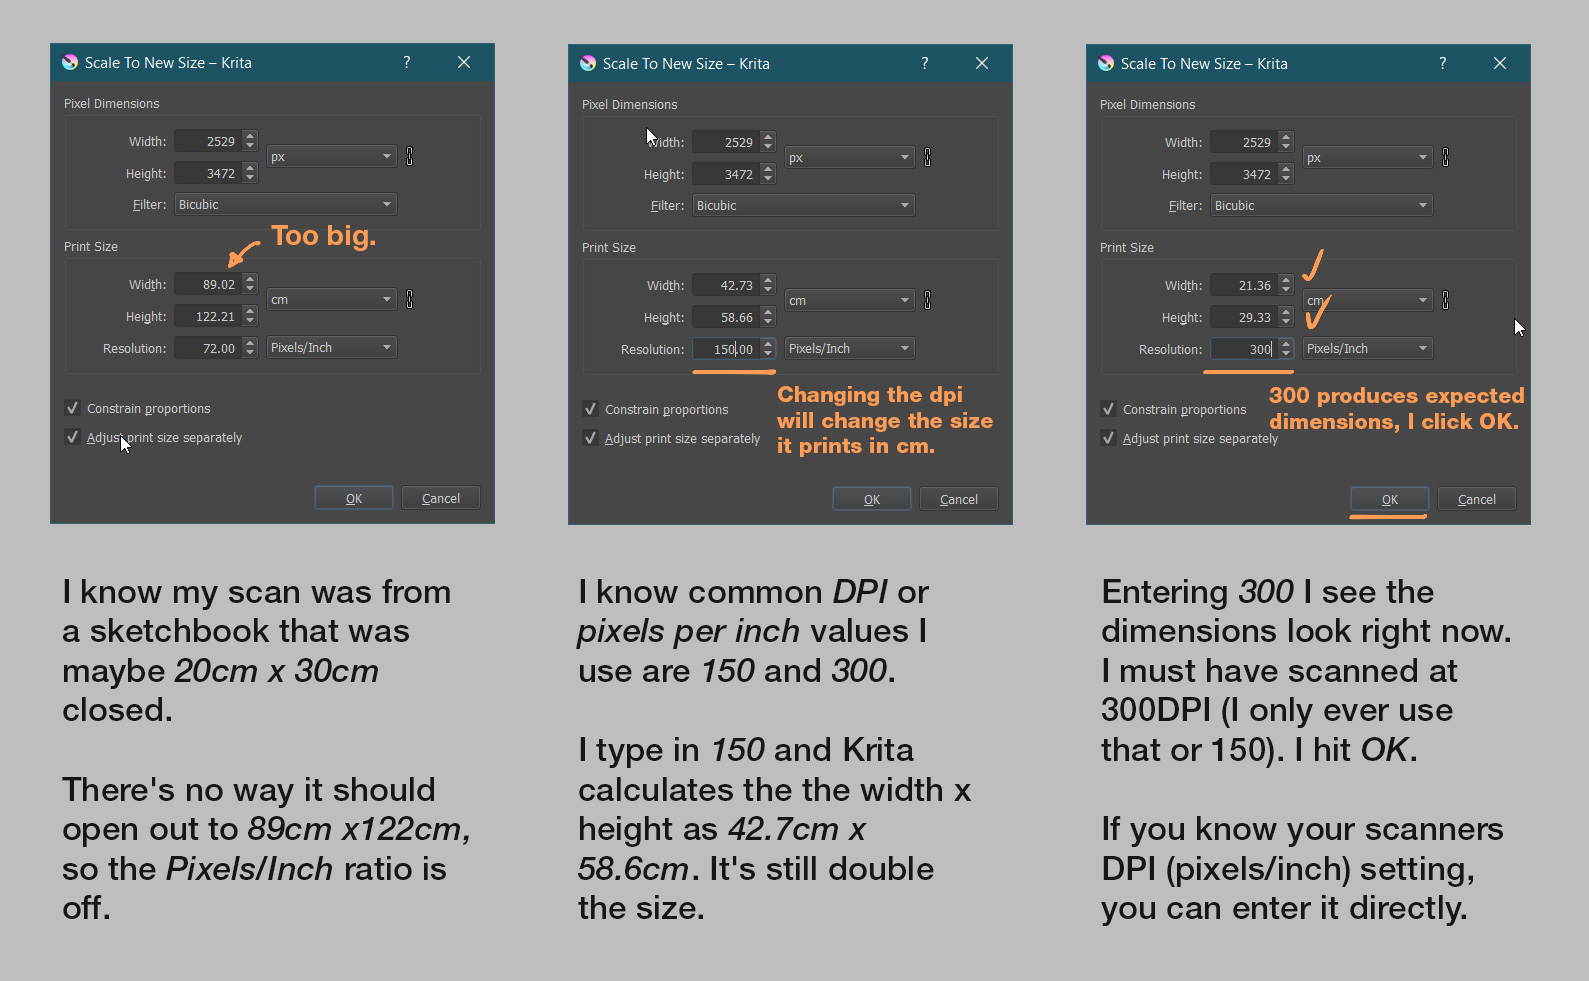 Scale To New Size – Krita
?
Pixel Dimensions
Width: 2529
px
Height: 3472
Filter: Bicubic
Too big.
Print Size
Width: 89.02
cm
Height: 122.21
Resolution: 72.00 Pixels/Inch
Constrain proportions
Adjust print size separately
OK Cancel
I know my scan was from
a sketchbook that was
maybe 20cm x 30cm
closed.
There's no way it should
open out to 89cm x122cm,
so the Pixels/Inch ratio is
off.
Scale To New Size – Krita
?
Pixel Dimensions
Width: 2529
px
Height: 3472
Filter: Bicubic
Print Size
Width: 42.73
cm
Height: 58.66
Resolution: 150.00 Pixels/Inch
Changing the dpi
will change the size
it prints in cm.
Constrain proportions
Adjust print size separately
OK Cancel
I know common DPI or
pixels per inch values I
use are 150 and 300.
I type in 150 and Krita
calculates the the width x
height as 42.7cm x
58.6cm. It's still double
the size.
Scale To New Size – Krita
?
Pixel Dimensions
Width: 2529
px
Height: 3472
Filter: Bicubic
Print Size
Width: 21.36
cm
Height: 29.33
Resolution: 300 Pixels/Inch
300 produces expected
dimensions, I click OK.
Constrain proportions
Adjust print size separately
OK Cancel
Entering 300 I see the
dimensions look right now.
I must have scanned at
300DPI (I only ever use
that or 150). I hit OK.
If you know your scanners
DPI (pixels/inch) setting,
you can enter it directly.